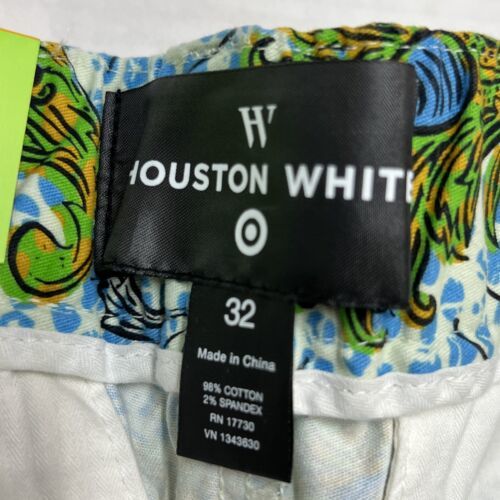 HW
HOUSTON WHITE
32
Made in China
98% COTTON
2% SPANDEX
RN 17730
VN 1343630